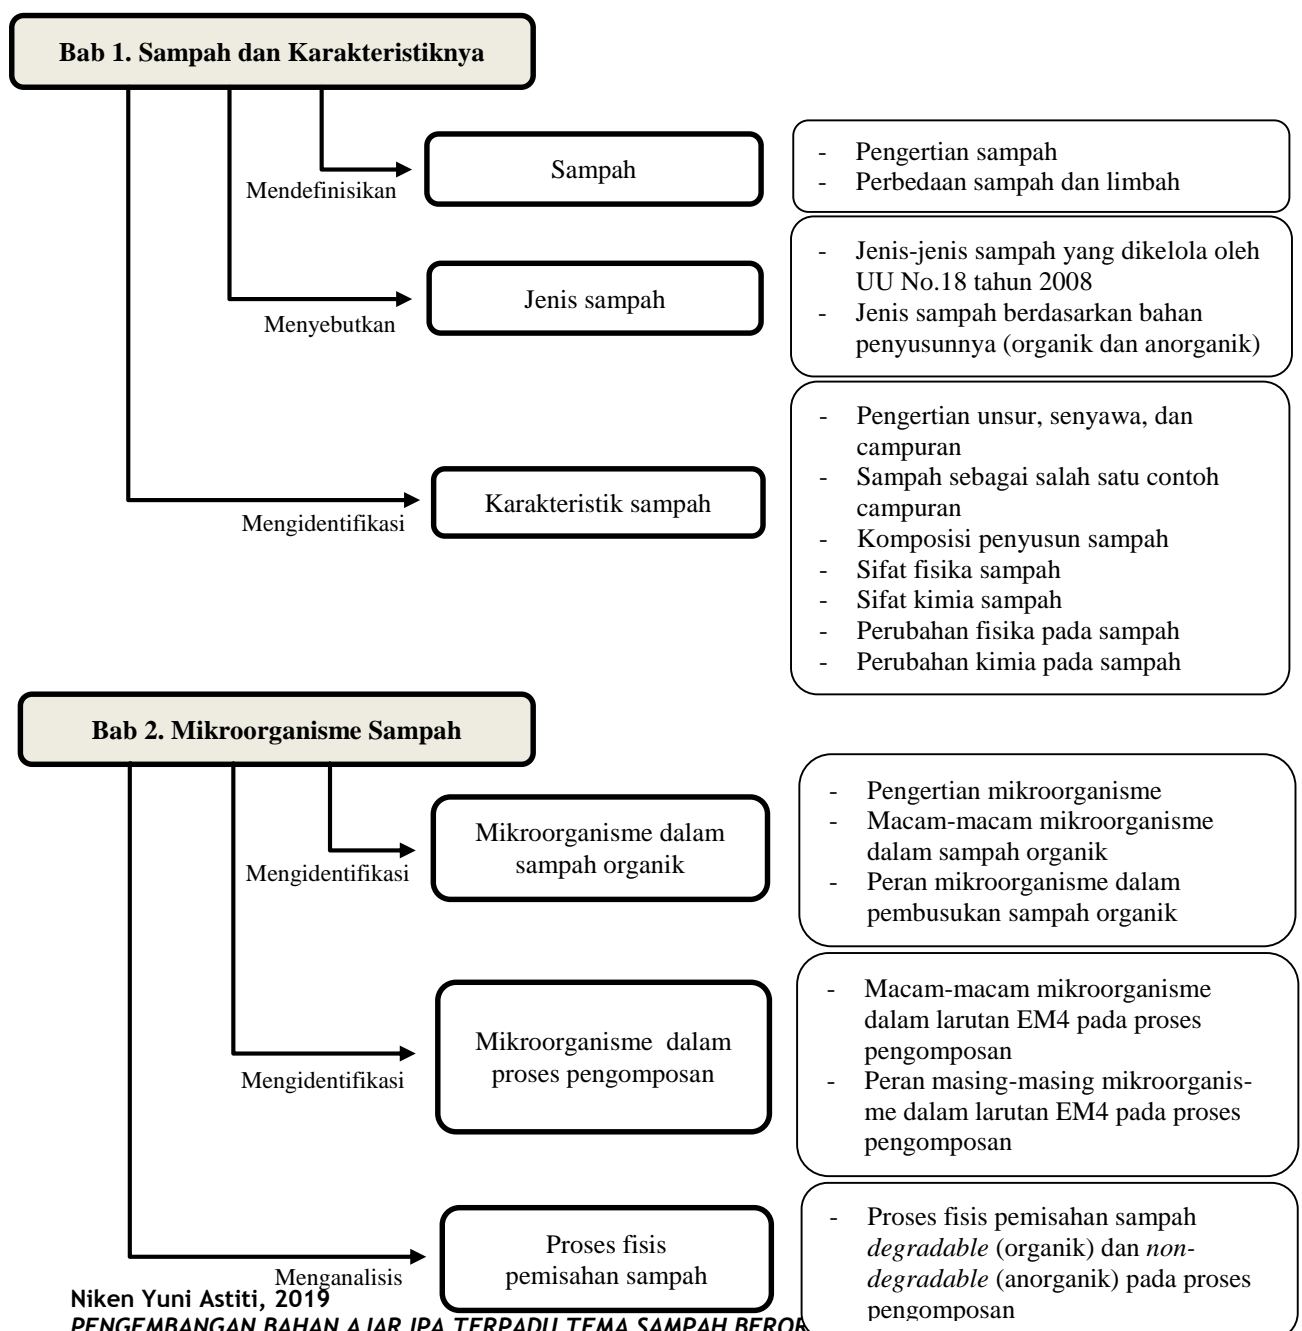 Bab 1. Sampah dan Karakteristiknya
Mendefinisikan
Sampah
- Pengertian sampah
- Perbedaan sampah dan limbah
Menyebutkan
Jenis sampah
- Jenis-jenis sampah yang dikelola oleh
UU No.18 tahun 2008
- Jenis sampah berdasarkan bahan
penyusunnya (organik dan anorganik)
Mengidentifikasi
Karakteristik sampah
- Pengertian unsur, senyawa, dan
campuran
- Sampah sebagai salah satu contoh
campuran
- Komposisi penyusun sampah
- Sifat fisika sampah
- Sifat kimia sampah
- Perubahan fisika pada sampah
- Perubahan kimia pada sampah
Bab 2. Mikroorganisme Sampah
Mengidentifikasi
Mikroorganisme dalam
sampah organik
- Pengertian mikroorganisme
- Macam-macam mikroorganisme
dalam sampah organik
- Peran mikroorganisme dalam
pembusukan sampah organik
Mengidentifikasi
Mikroorganisme dalam
proses pengomposan
- Macam-macam mikroorganisme
dalam larutan EM4 pada proses
pengomposan
- Peran masing-masing mikroorganis-
me dalam larutan EM4 pada proses
pengomposan
Menganalisis
Proses fisis
pemisahan sampah
- Proses fisis pemisahan sampah
degradable (organik) dan non-
degradable (anorganik) pada proses
pengomposan
Niken Yuni Astiti, 2019
PENGEMBANGAN BAHAN AJAR IPA TERPADU TEMA SAMPAH